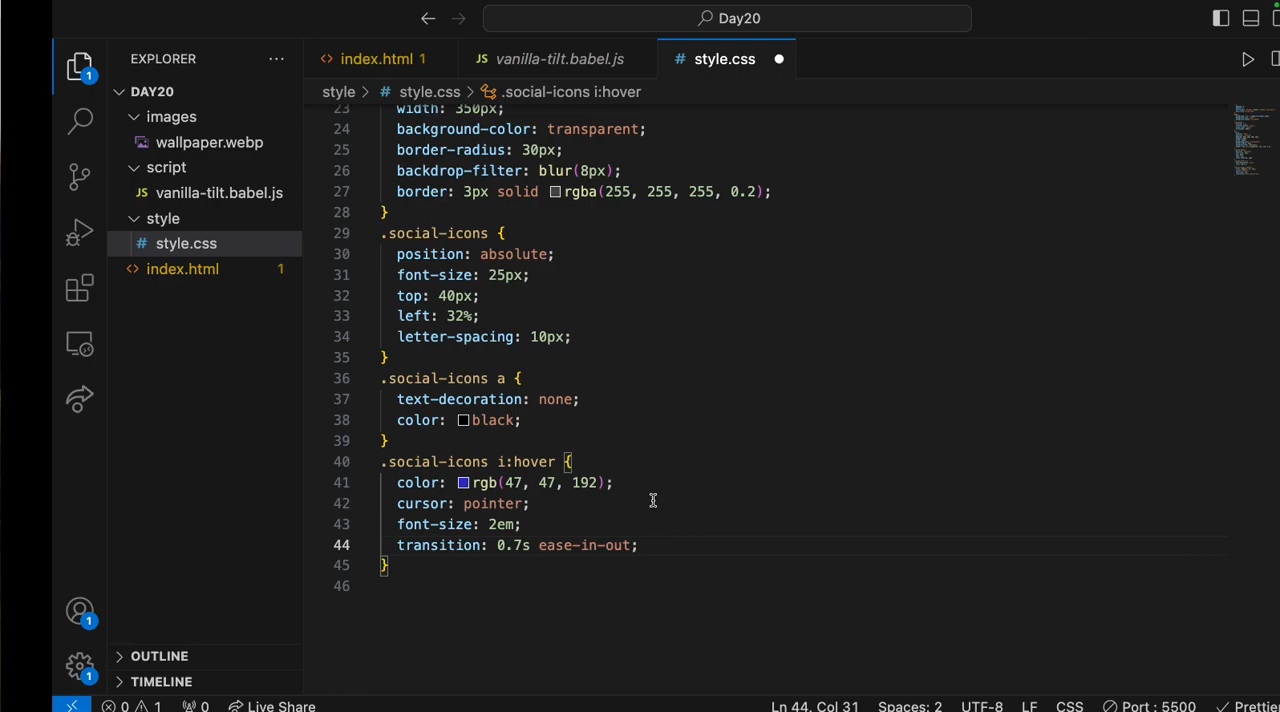 Day20
EXPLORER
index.html 1
JS vanilla-tilt.babel.js
# style.css
DAY20
style > # style.css > .social-icons i:hover
images
wallpaper.webp
script
JS vanilla-tilt.babel.js
style
# style.css
index.html 1
23 width: 350px;
24 background-color: transparent;
25 border-radius: 30px;
26 backdrop-filter: blur(8px);
27 border: 3px solid rgba(255, 255, 255, 0.2);
28 }
29 .social-icons {
30 position: absolute;
31 font-size: 25px;
32 top: 40px;
33 left: 32%;
34 letter-spacing: 10px;
35 }
36 .social-icons a {
37 text-decoration: none;
38 color: black;
39 }
40 .social-icons i:hover {
41 color: rgb(47, 47, 192);
42 cursor: pointer;
43 font-size: 2em;
44 transition: 0.7s ease-in-out;
45 }
46
1
1
1
OUTLINE
TIMELINE
0 1 0 Live Share
Ln 44, Col 31 Spaces: 2 UTF-8 LF CSS Port : 5500 Prettier